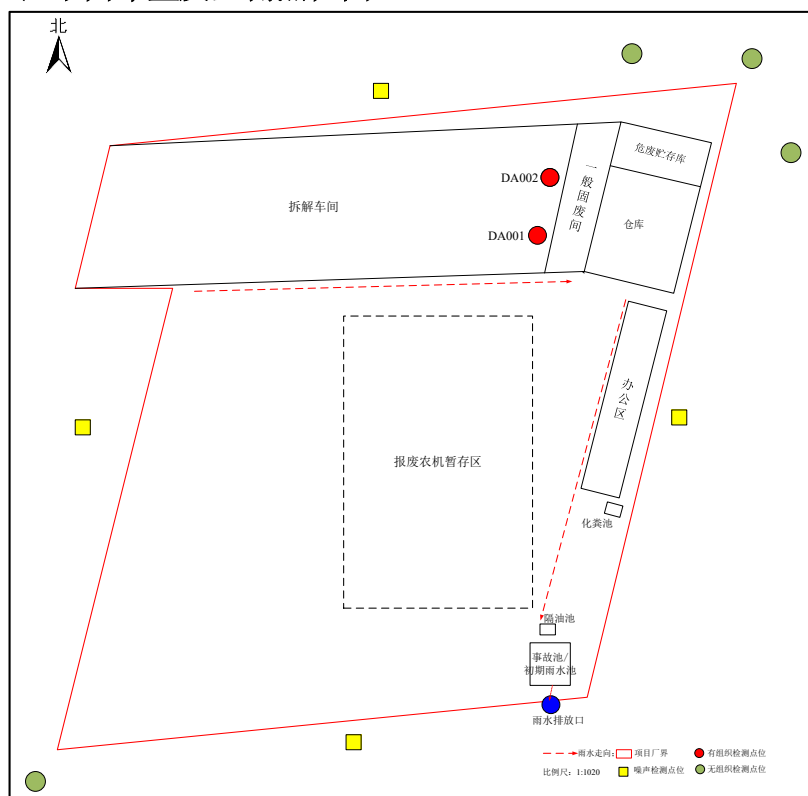 北
危废贮存库
一般固废间
DA002
拆解车间
仓库
DA001
办公区
报废农机暂存区
化粪池
隔油池
事故池/
初期雨水池
雨水排放口
雨水走向: 项目厂界 有组织检测点位
比例尺: 1:1020 噪声检测点位 无组织检测点位